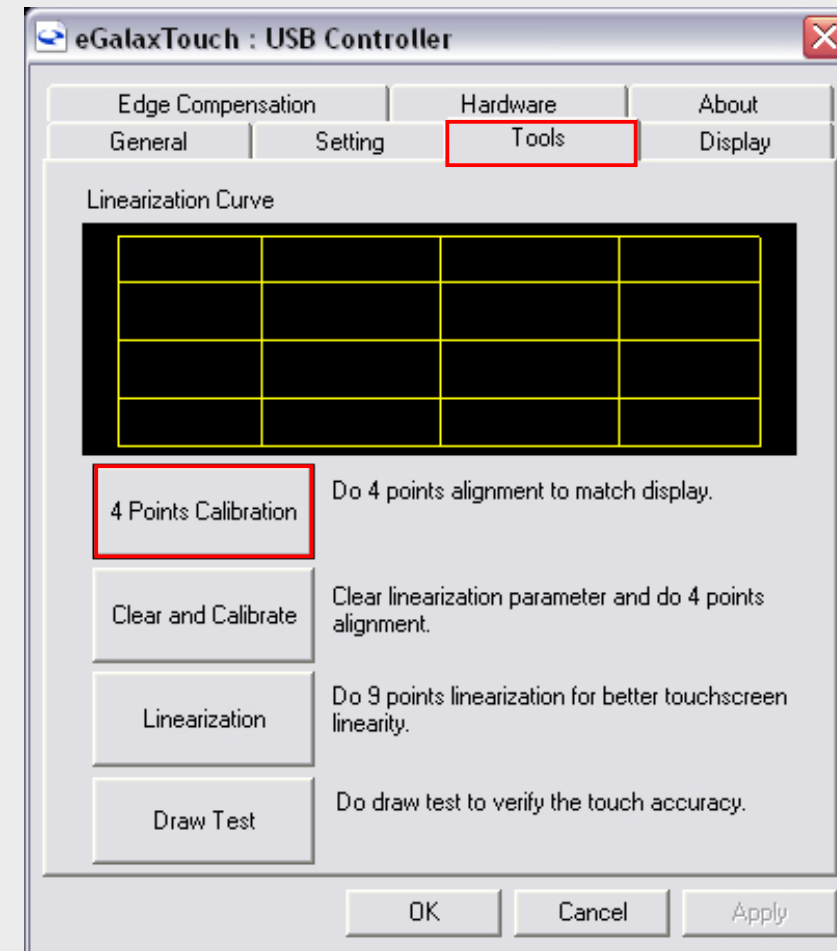 eGalaxTouch : USB Controller
Edge Compensation Hardware About
General Setting Tools Display
Linearization Curve
4 Points Calibration
Do 4 points alignment to match display.
Clear and Calibrate
Clear linearization parameter and do 4 points
alignment.
Linearization
Do 9 points linearization for better touchscreen
linearity.
Draw Test
Do draw test to verify the touch accuracy.
OK Cancel Apply